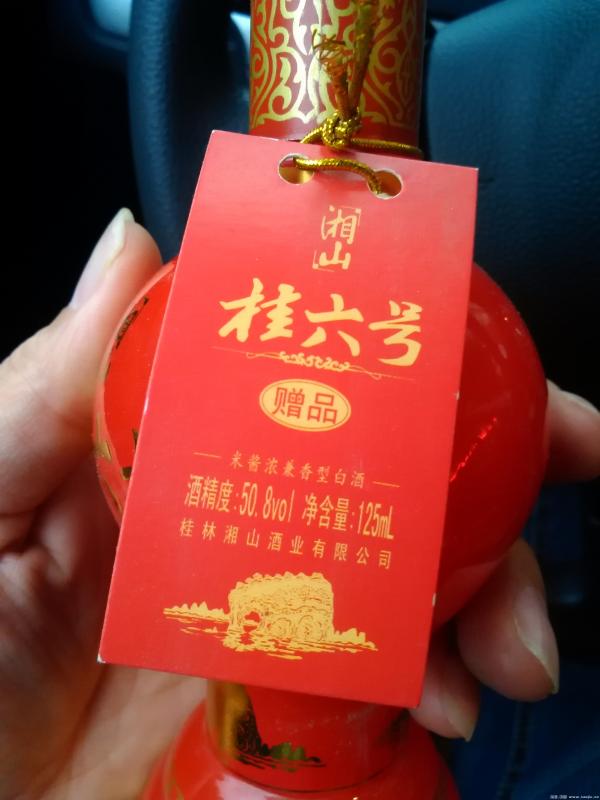 湘山
桂六号
赠品
米酱浓兼香型白酒
酒精度:50.8vol 净含量:125mL
桂林湘山酒业有限公司